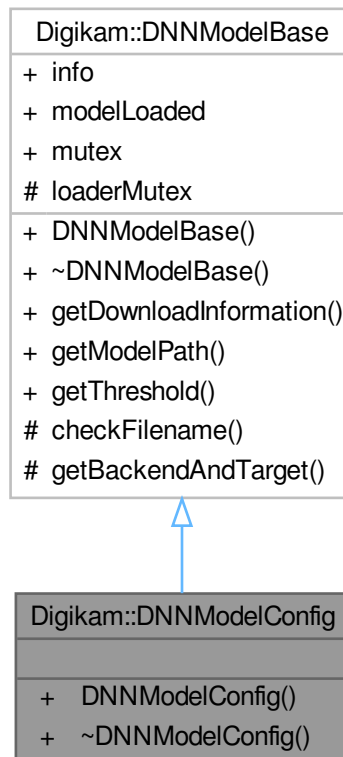 Digikam::DNNModelBase
+ info
+ modelLoaded
+ mutex
# loaderMutex
+ DNNModelBase()
+ ~DNNModelBase()
+ getDownloadInformation()
+ getModelPath()
+ getThreshold()
# checkFilename()
# getBackendAndTarget()
Digikam::DNNModelConfig
+ DNNModelConfig()
+ ~DNNModelConfig()